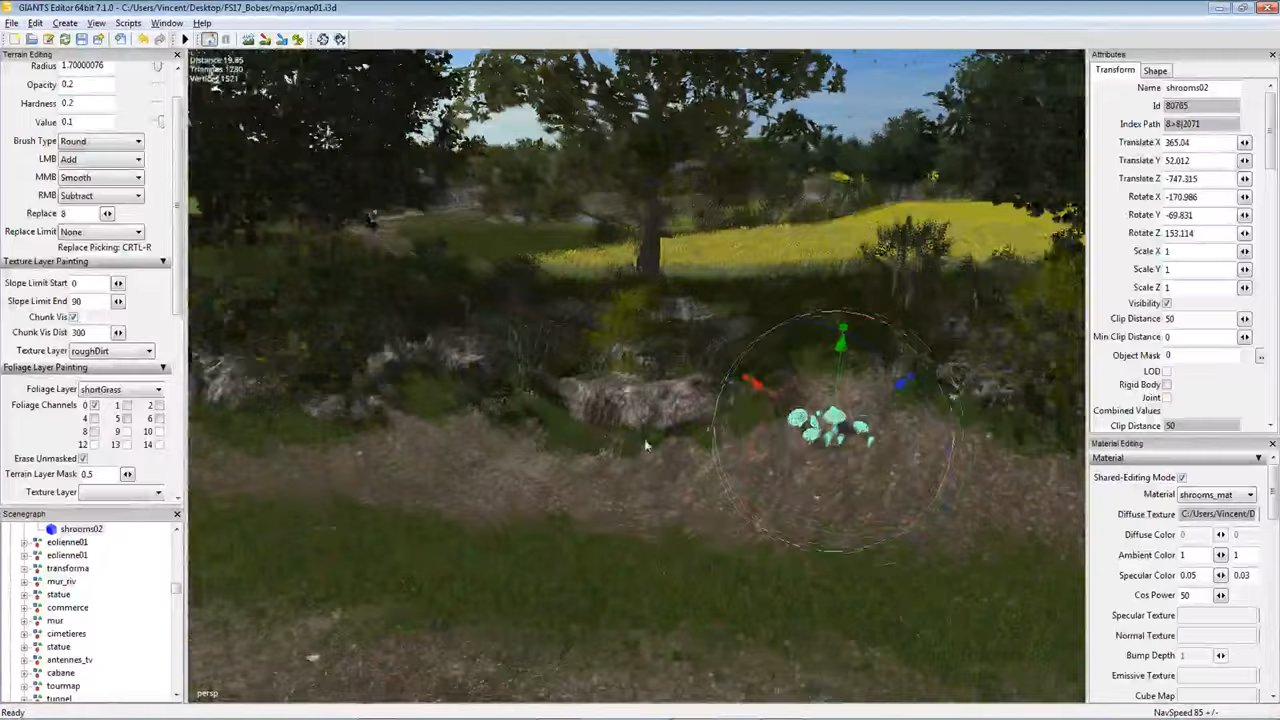 GIANTS Editor 64bit 7.1.0 - C:/Users/Vincent/Desktop/FS17_Bobes/maps/map01.i3d
File Edit Create View Scripts Window Help
Terrain Editing
Radius 1.70000076
Opacity 0.2
Hardness 0.2
Value 0.1
Brush Type Round
LMB Add
MMB Smooth
RMB Subtract
Replace 8
Replace Limit None
Replace Picking: CRTL-R
Texture Layer Painting
Slope Limit Start 0
Slope Limit End 90
Chunk Vis
Chunk Vis Dist 300
Texture Layer roughDirt
Foliage Layer Painting
Foliage Layer shortGrass
Foliage Channels 0 1 2
4 5 6
8 9 10
12 13 14
Erase Unmasked
Terrain Layer Mask 0.5
Texture Layer
Scenegraph
shrooms02
eolienne01
eolienne01
transforma
mur_riv
statue
commerce
mur
cimetieres
statue
antennes_tv
cabane
tourmap
tunnel
Ready
Distance 19.85
persp
Attributes
Transform Shape
Name shrooms02
Id 80765
Index Path 8>8|2071
Translate X 365.04
Translate Y 52.012
Translate Z -747.315
Rotate X -170.986
Rotate Y -69.831
Rotate Z 153.114
Scale X 1
Scale Y 1
Scale Z 1
Visibility
Clip Distance 50
Min Clip Distance 0
Object Mask 0 ..
LOD
Rigid Body
Joint
Combined Values
Clip Distance 50
Material Editing
Material
Shared-Editing Mode
Material shrooms_mat
Diffuse Texture C:/Users/Vincent/D
Diffuse Color 0 0
Ambient Color 1 1
Specular Color 0.05 0.03
Cos Power 50
Specular Texture
Normal Texture
Bump Depth 1
Emissive Texture
Cube Map
NavSpeed 85 +/-